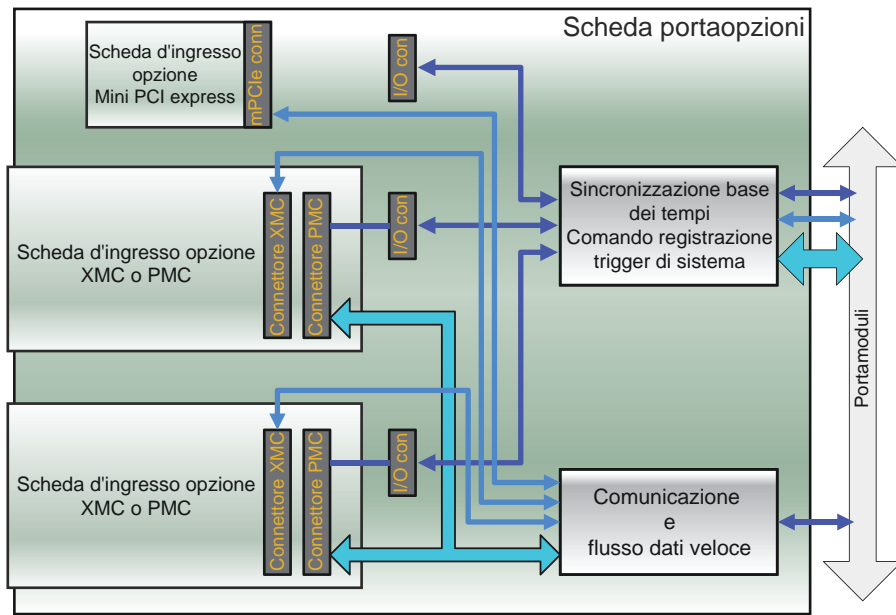 Scheda portaopzioni
Scheda d'ingresso
opzione
Mini PCI express
mPCIe conn
I/O con
Scheda d'ingresso opzione
XMC o PMC
Connettore XMC
Connettore PMC
I/O con
Sincronizzazione base
dei tempi
Comando registrazione
trigger di sistema
Portamoduli
Scheda d'ingresso opzione
XMC o PMC
Connettore XMC
Connettore PMC
I/O con
Comunicazione
e
flusso dati veloce